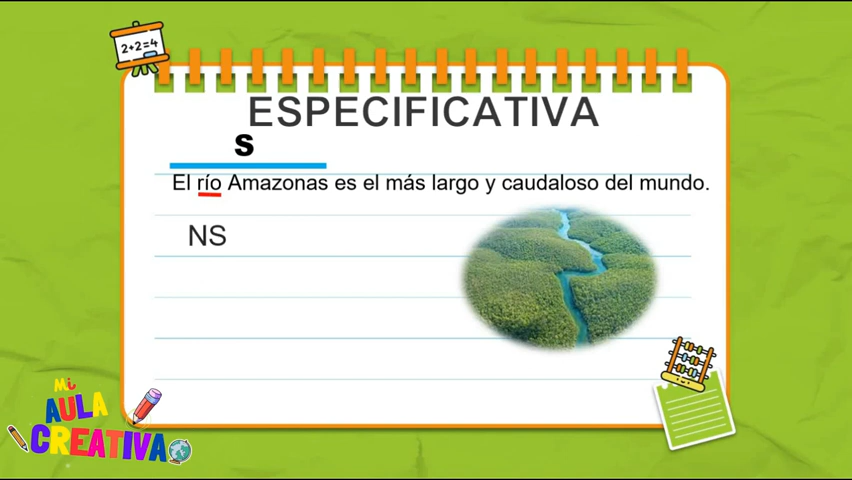 2+2=4
ESPECIFICATIVA
S
El río Amazonas es el más largo y caudaloso del mundo.
NS
Mi
AULA
CREATIVA